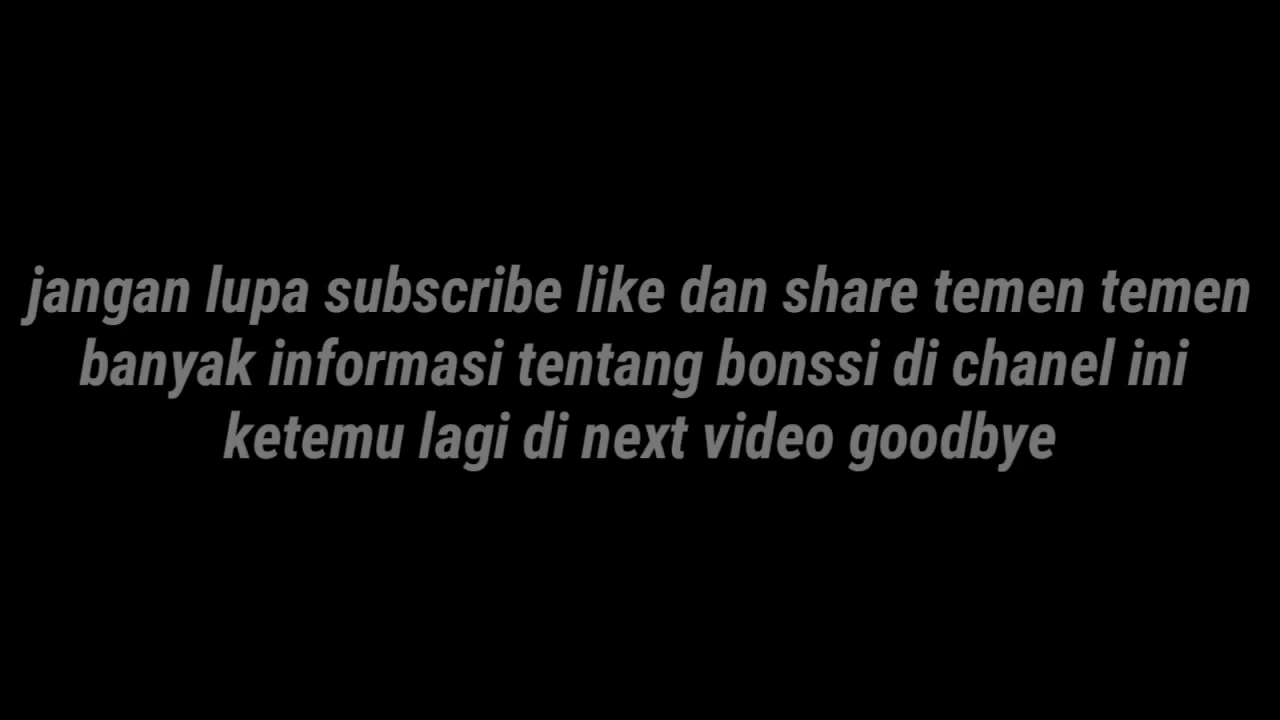 jangan lupa subscribe like dan share temen temen
banyak informasi tentang bonssi di chanel ini
ketemu lagi di next video goodbye